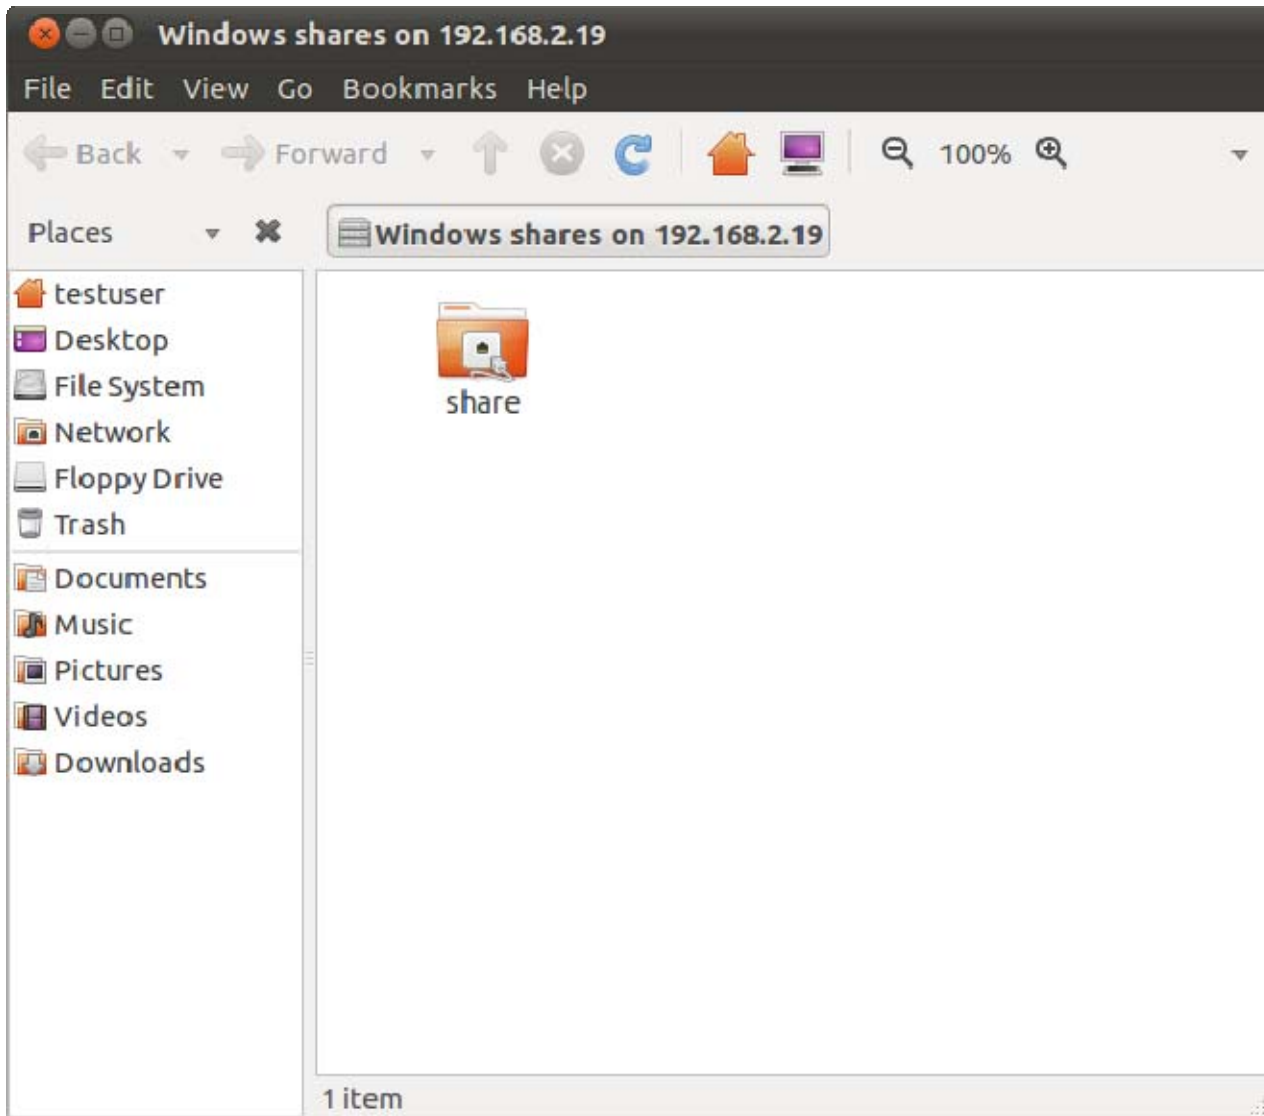 Windows shares on 192.168.2.19
File Edit View Go Bookmarks Help
Back Forward 100%
Places Windows shares on 192.168.2.19
testuser
Desktop
File System
Network
Floppy Drive
Trash
Documents
Music
Pictures
Videos
Downloads
share
1 item